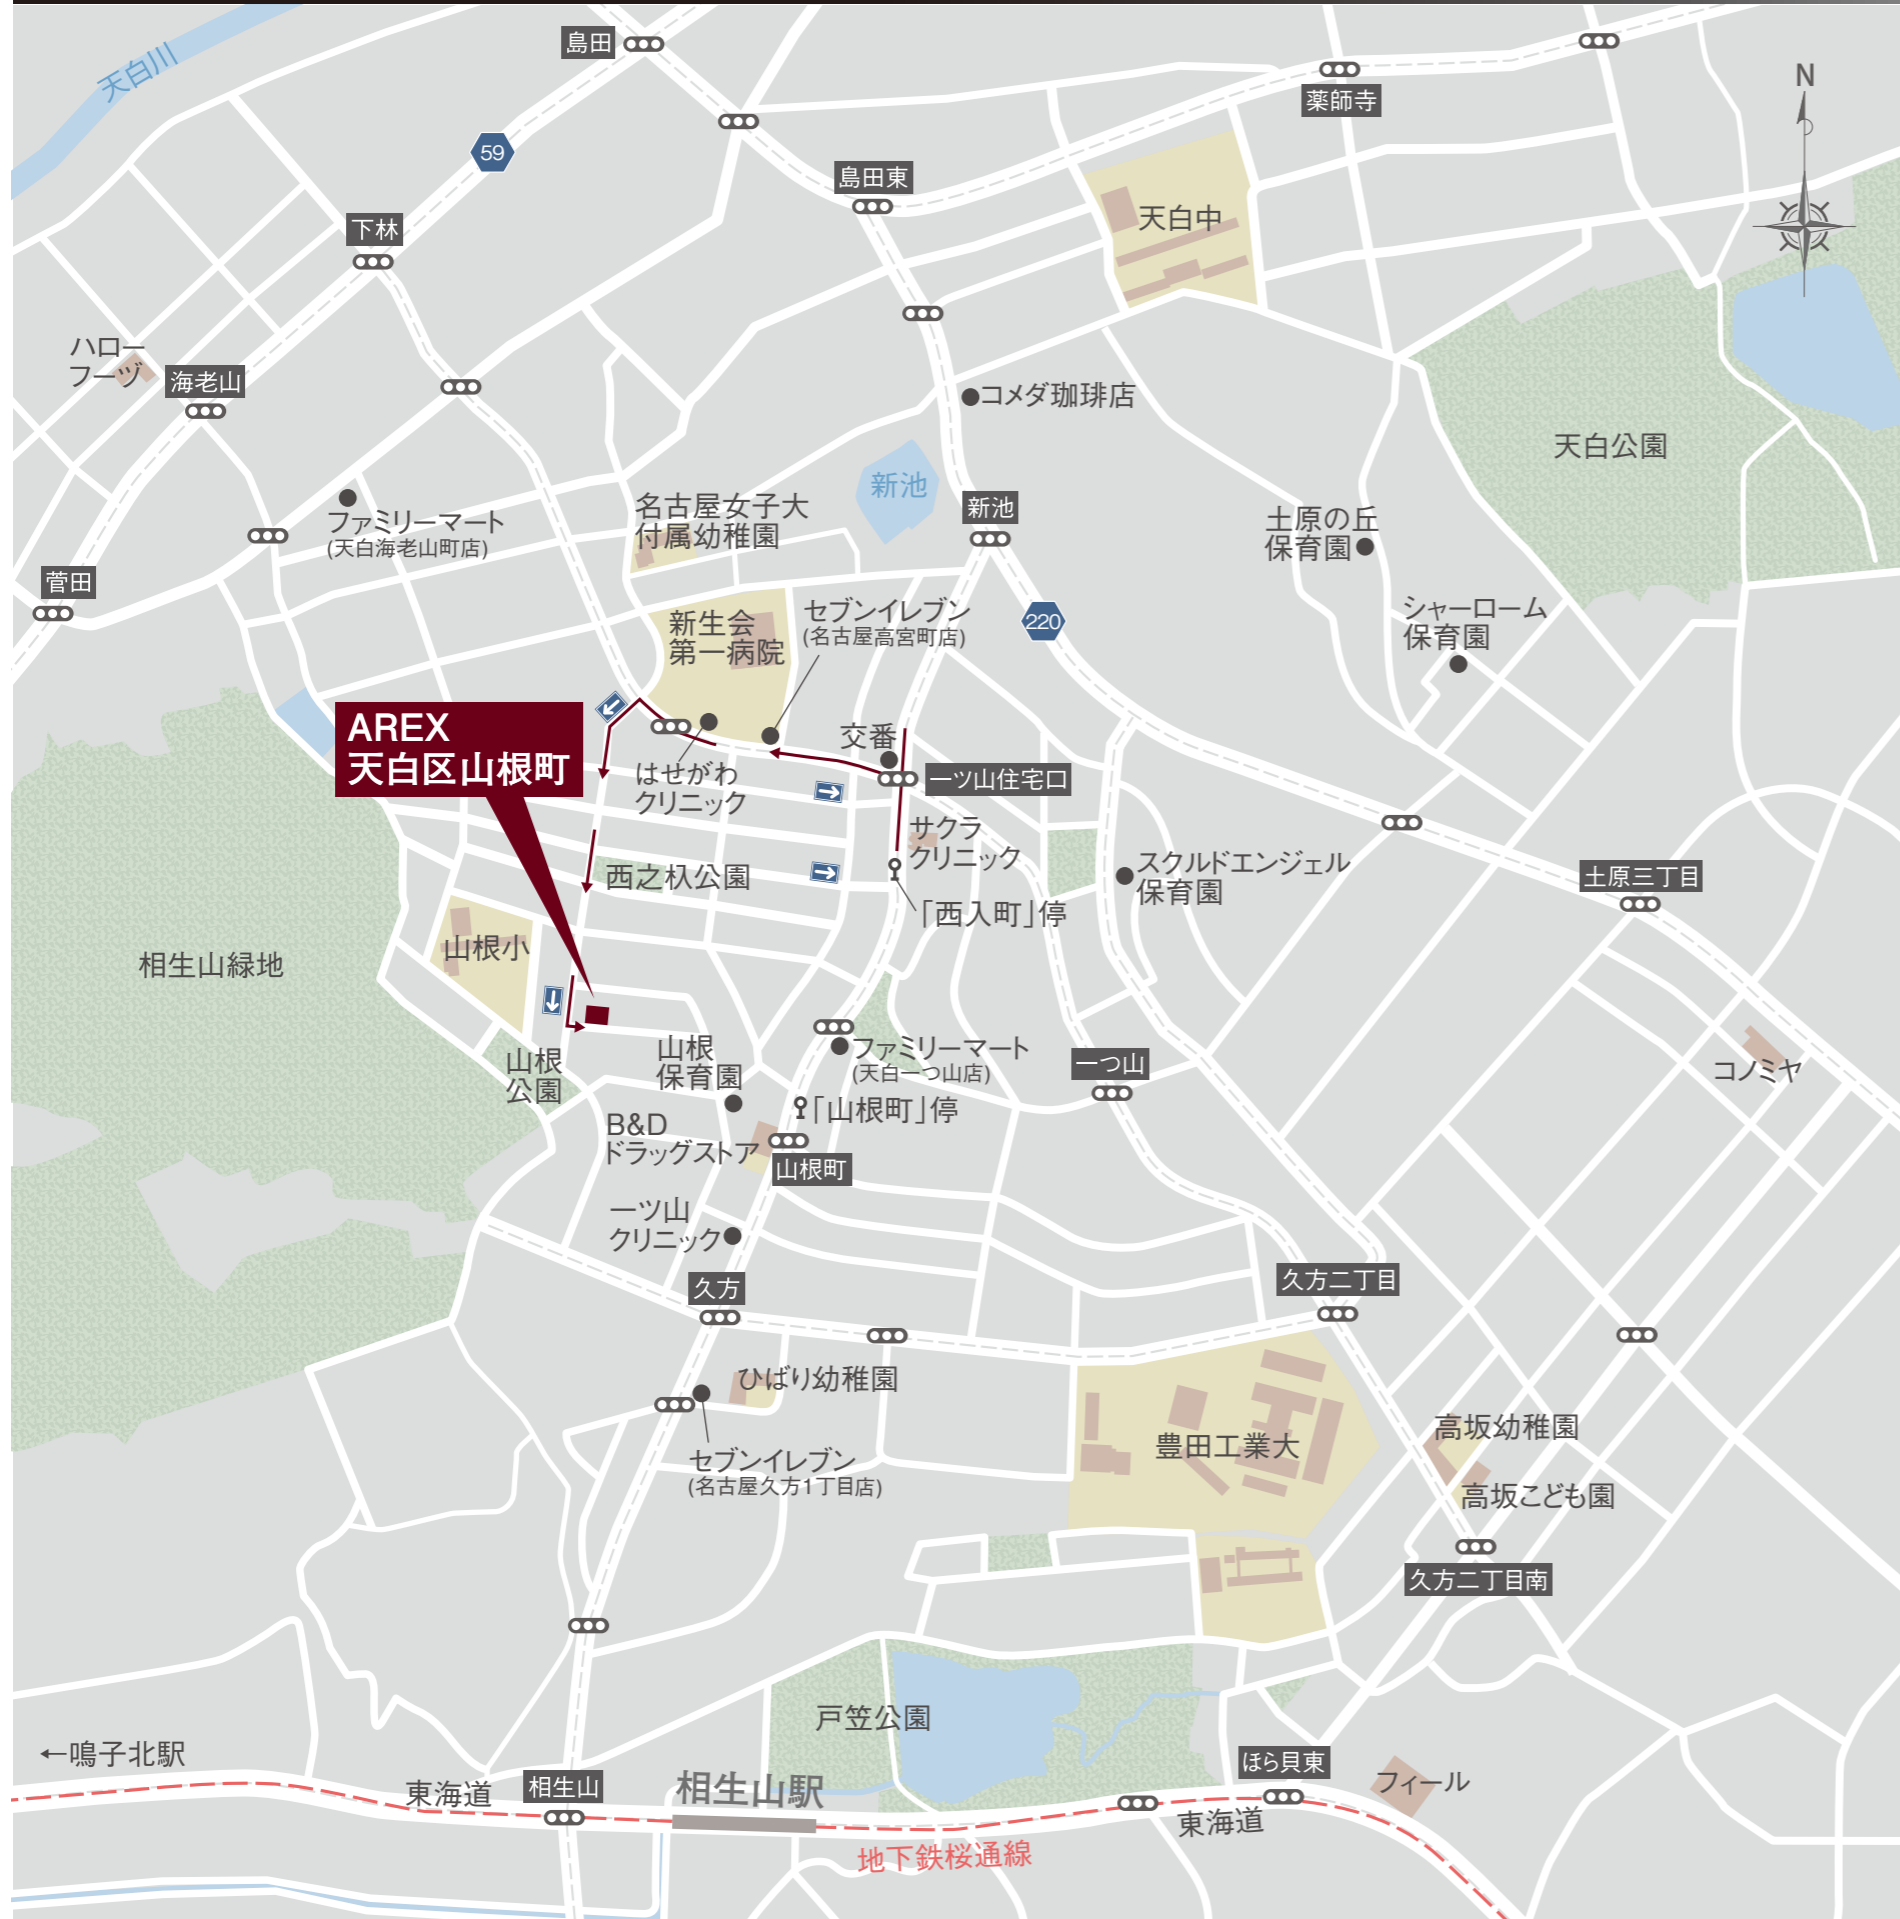 天白川
島田
薬師寺
N
59
島田東
天白中
下林
ハロー
フーヅ
海老山
コメダ珈琲店
天白公園
新池
新池
名古屋女子大
付属幼稚園
ファミリーマート
(天白海老山町店)
土原の丘
保育園
菅田
220
シャーローム
保育園
新生会
第一病院
セブンイレブン
(名古屋高宮町店)
AREX
天白区山根町
交番
一ツ山住宅口
はせがわ
クリニック
サクラ
クリニック
西之杁公園
スクルドエンジェル
保育園
土原三丁目
「西入町」停
山根小
相生山緑地
山根
公園
山根
保育園
ファミリーマート
(天白一つ山店)
一つ山
コノミヤ
「山根町」停
B&D
ドラッグストア
山根町
一ツ山
クリニック
久方
久方二丁目
ひばり幼稚園
高坂幼稚園
豊田工業大
セブンイレブン
(名古屋久方1丁目店)
高坂こども園
久方二丁目南
戸笠公園
←鳴子北駅
ほら貝東
東海道
相生山
相生山駅
フィール
東海道
地下鉄桜通線